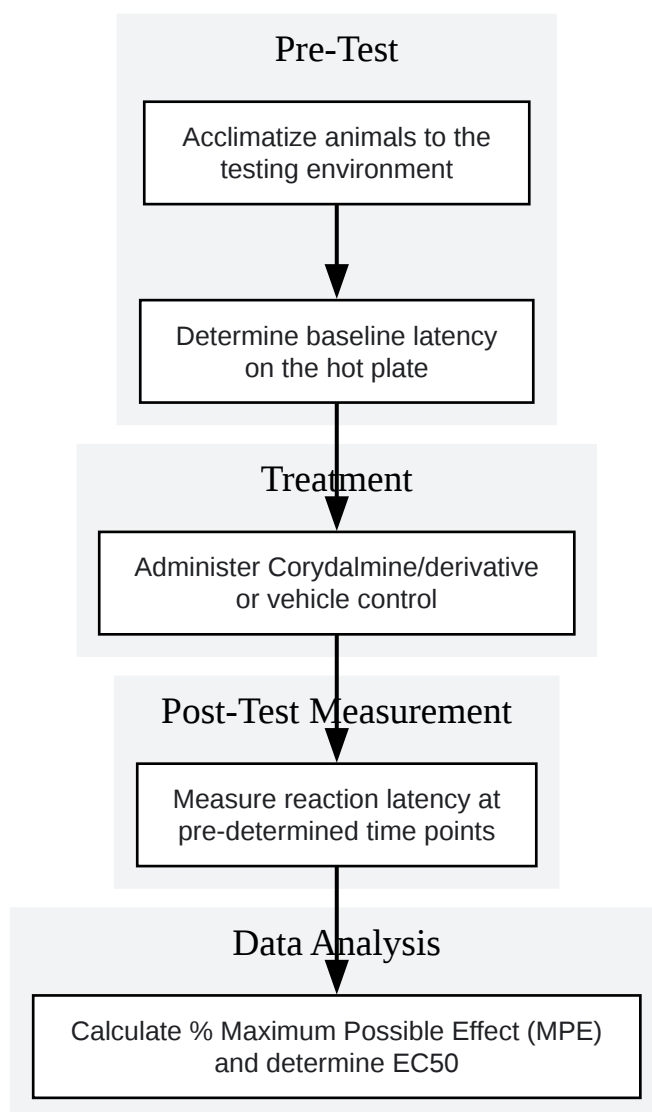 Pre-Test
Acclimatize animals to the
testing environment
Determine baseline latency
on the hot plate
Treatment
Administer Corydalmine/derivative
or vehicle control
Post-Test Measurement
Measure reaction latency at
pre-determined time points
Data Analysis
Calculate % Maximum Possible Effect (MPE)
and determine EC50